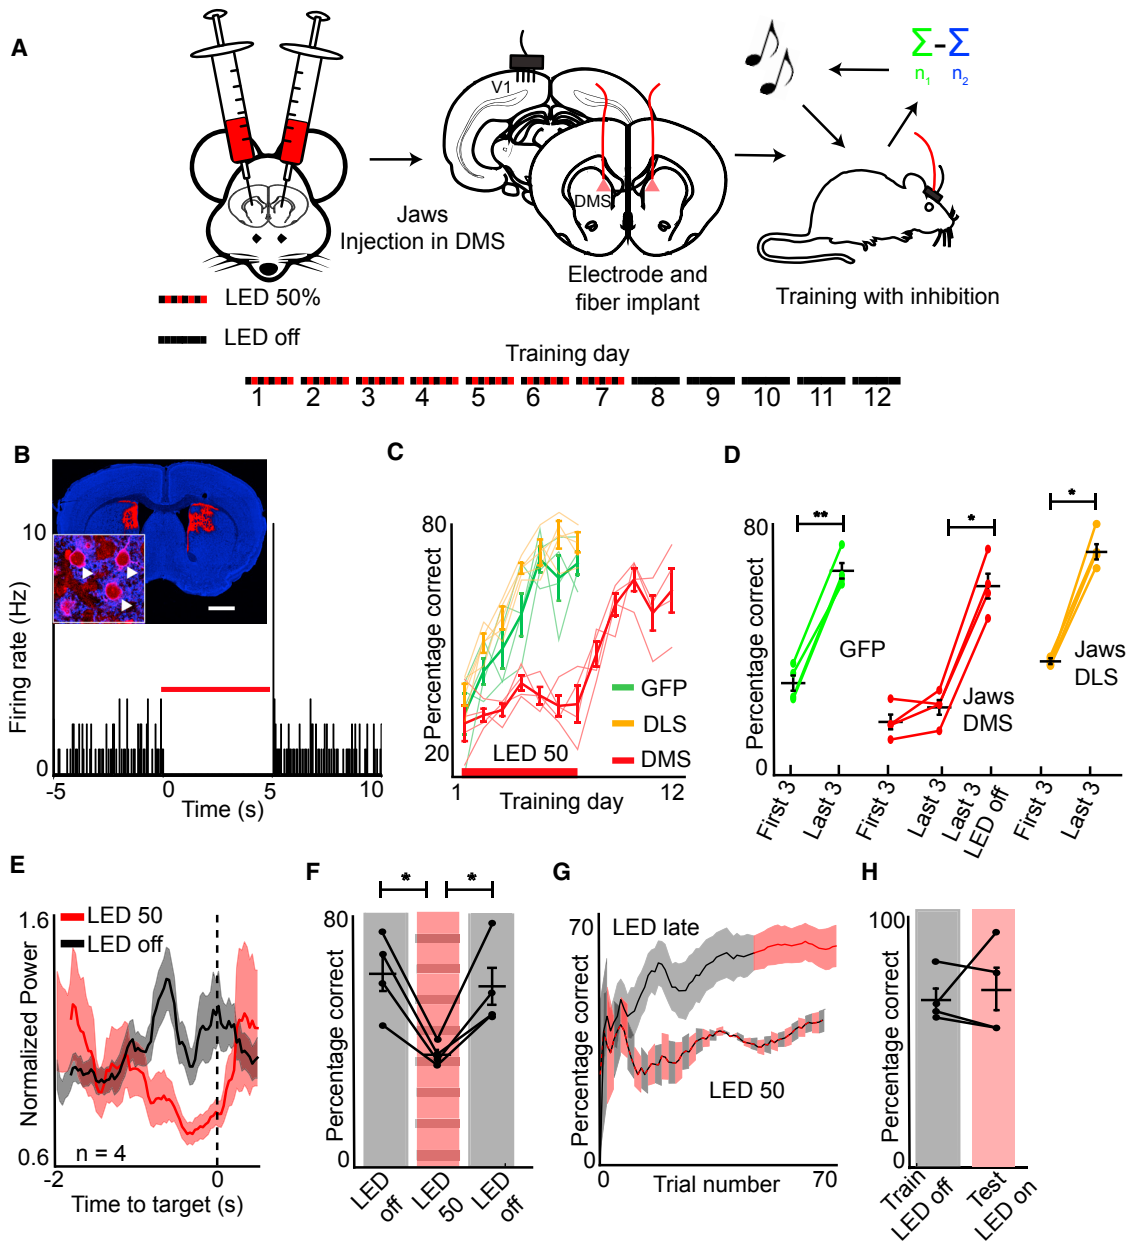 A
V1
Σ-Σ
n1 n2
DMS
Jaws
Injection in DMS
Electrode and
fiber implant
Training with inhibition
LED 50%
LED off
Training day
1 2 3 4 5 6 7 8 9 10 11 12
B
10
Firing rate (Hz)
0
-5 0 5 10
Time (s)
C
80
Percentage correct
20
GFP
DLS
DMS
LED 50
1 12
Training day
D
80
Percentage correct
0
**
*
*
GFP
Jaws
DMS
Jaws
DLS
First 3
Last 3
First 3
Last 3
Last 3
LED off
First 3
Last 3
E
LED 50
LED off
1.6
Normalized Power
0.6
n = 4
-2 0
Time to target (s)
F
* *
80
Percentage correct
0
LED
off
LED
50
LED
off
G
70
LED late
Percentage correct
0
LED 50
0 70
Trial number
H
100
Percentage correct
0
Train
LED off
Test
LED on